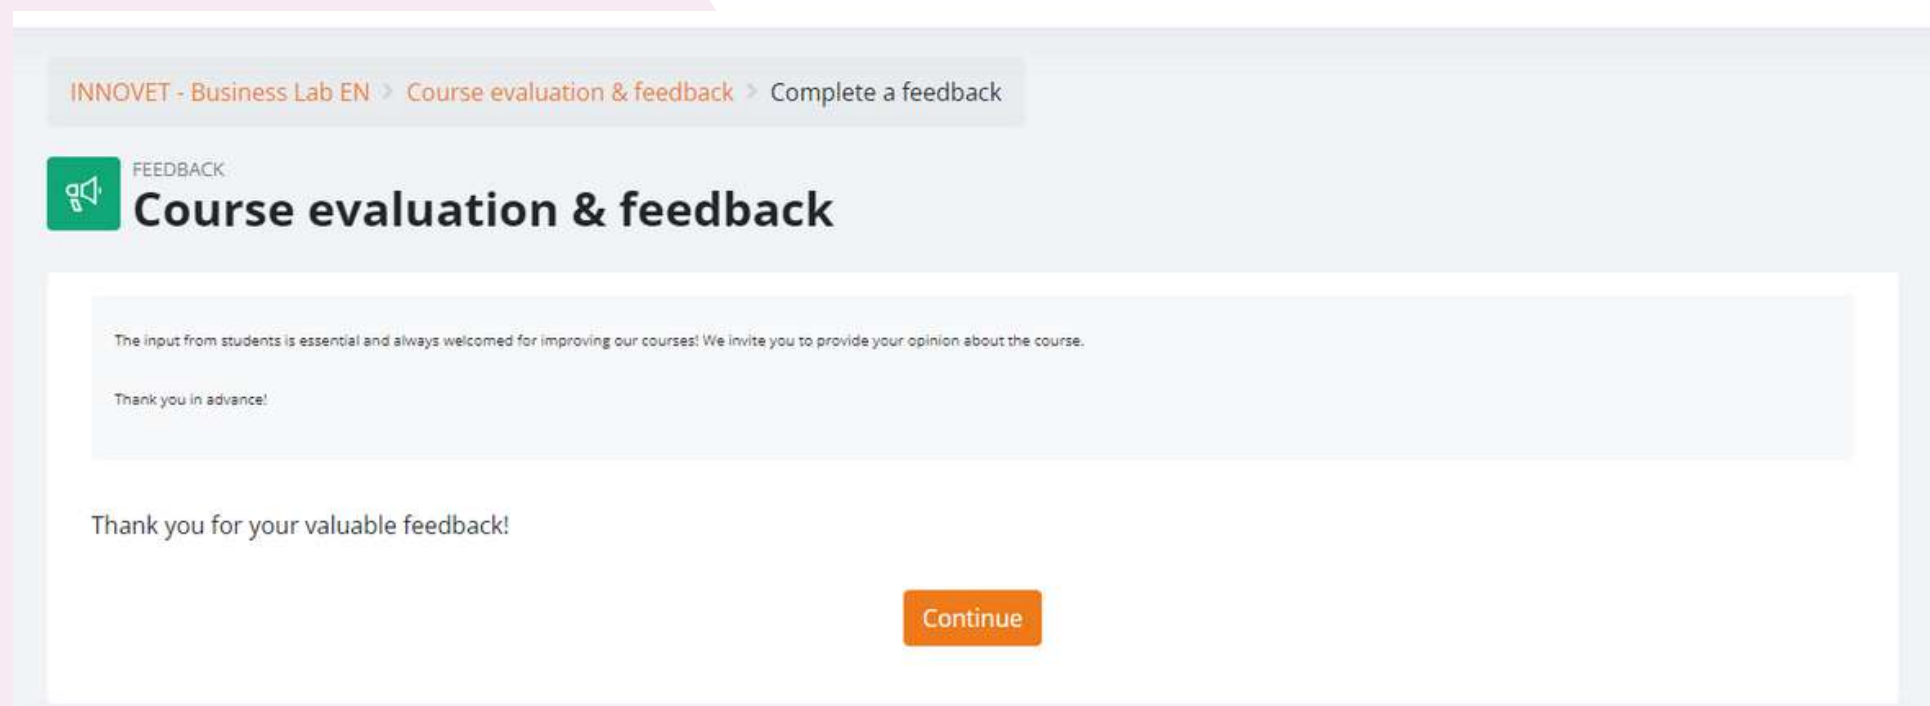 INNOVET - Business Lab EN > Course evaluation & feedback > Complete a feedback
FEEDBACK
Course evaluation & feedback
The input from students is essential and always welcomed for improving our courses! We invite you to provide your opinion about the course.
Thank you in advance!
Thank you for your valuable feedback!
Continue